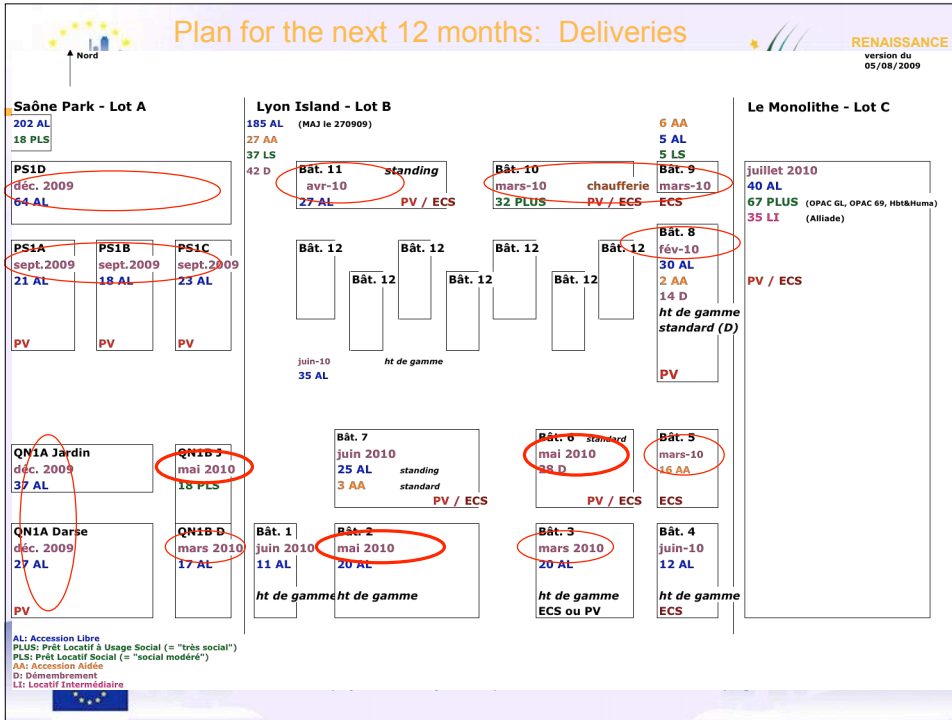 Plan for the next 12 months: Deliveries
Nord
RENAISSANCE
version du
05/08/2009
Saône Park - Lot A
202 AL
18 PLS
PS1D
déc. 2009
64 AL
PS1A
sept.2009
21 AL
PV
PS1B
sept.2009
18 AL
PV
PS1C
sept.2009
23 AL
PV
QN1A Jardin
déc. 2009
37 AL
QN1B J
mai 2010
18 PLS
QN1A Darse
déc. 2009
27 AL
PV
QN1B D
mars 2010
17 AL
Lyon Island - Lot B
185 AL (MAJ le 270909)
27 AA
37 LS
42 D
Bât. 11 standing
avr-10
27 AL PV / ECS
Bât. 10
mars-10 chaufferie
32 PLUS PV / ECS
6 AA
5 AL
5 LS
Bât. 9
mars-10
ECS
Bât. 12
Bât. 12
Bât. 12
Bât. 12
Bât. 12
Bât. 12
Bât. 12
juin-10 ht de gamme
35 AL
Bât. 8
fév-10
30 AL
2 AA
14 D
ht de gamme
standard (D)
PV
Bât. 7
juin 2010
25 AL standing
3 AA standard
PV / ECS
Bât. 6 standard
mai 2010
28 D
PV / ECS
Bât. 5
mars-10
16 AA
ECS
Bât. 1
juin 2010
11 AL
ht de gamme
Bât. 2
mai 2010
20 AL
ht de gamme
Bât. 3
mars 2010
20 AL
ht de gamme
ECS ou PV
Bât. 4
juin-10
12 AL
ht de gamme
ECS
Le Monolithe - Lot C
juillet 2010
40 AL
67 PLUS (OPAC GL, OPAC 69, Hbt&Huma)
35 LI (Alliade)
PV / ECS
AL: Accession Libre
PLUS: Prêt Locatif à Usage Social (= "très social")
PLS: Prêt Locatif Social (= "social modéré")
AA: Accession Aidée
D: Démembrement
LI: Locatif Intermédiaire